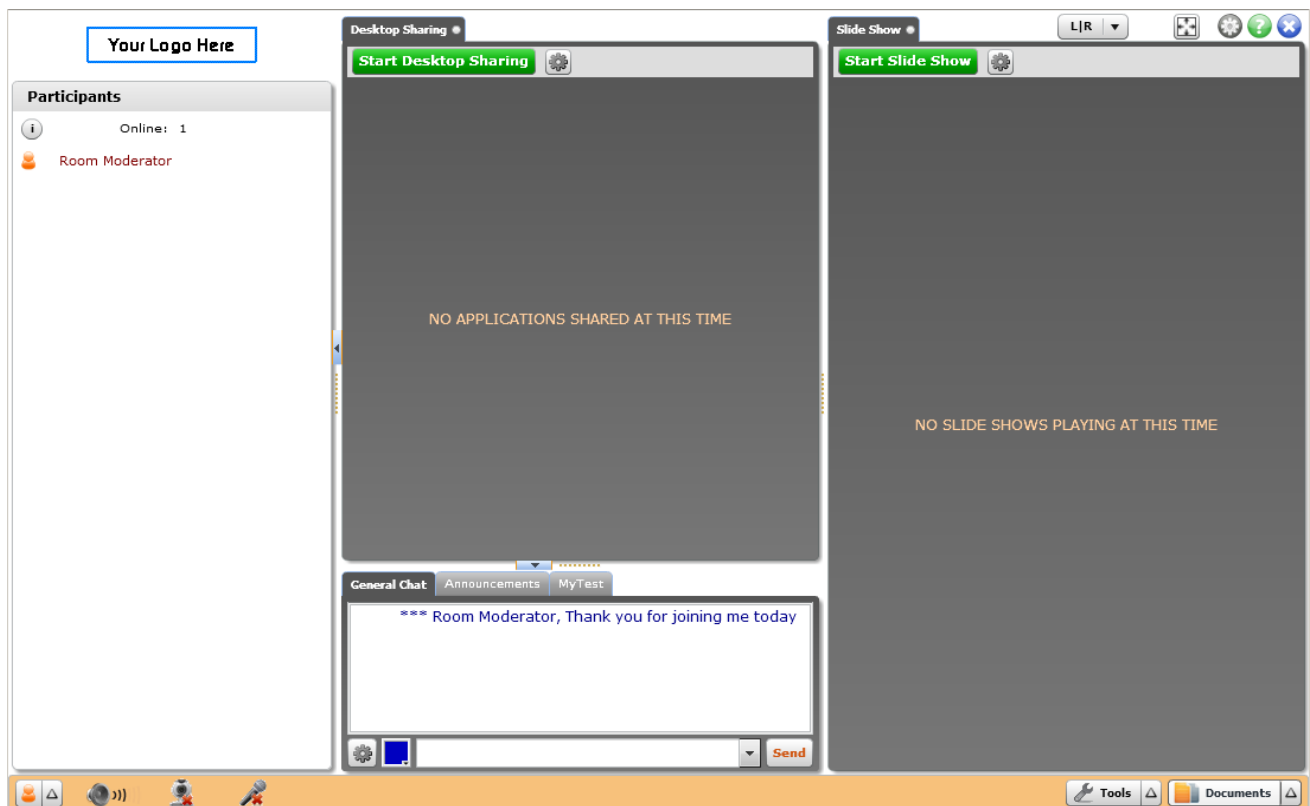 Your Logo Here
Participants
Online: 1
Room Moderator
Desktop Sharing
Start Desktop Sharing
NO APPLICATIONS SHARED AT THIS TIME
General Chat Announcements MyTest
*** Room Moderator, Thank you for joining me today
Send
Slide Show
L|R
Start Slide Show
NO SLIDE SHOWS PLAYING AT THIS TIME
Tools
Documents